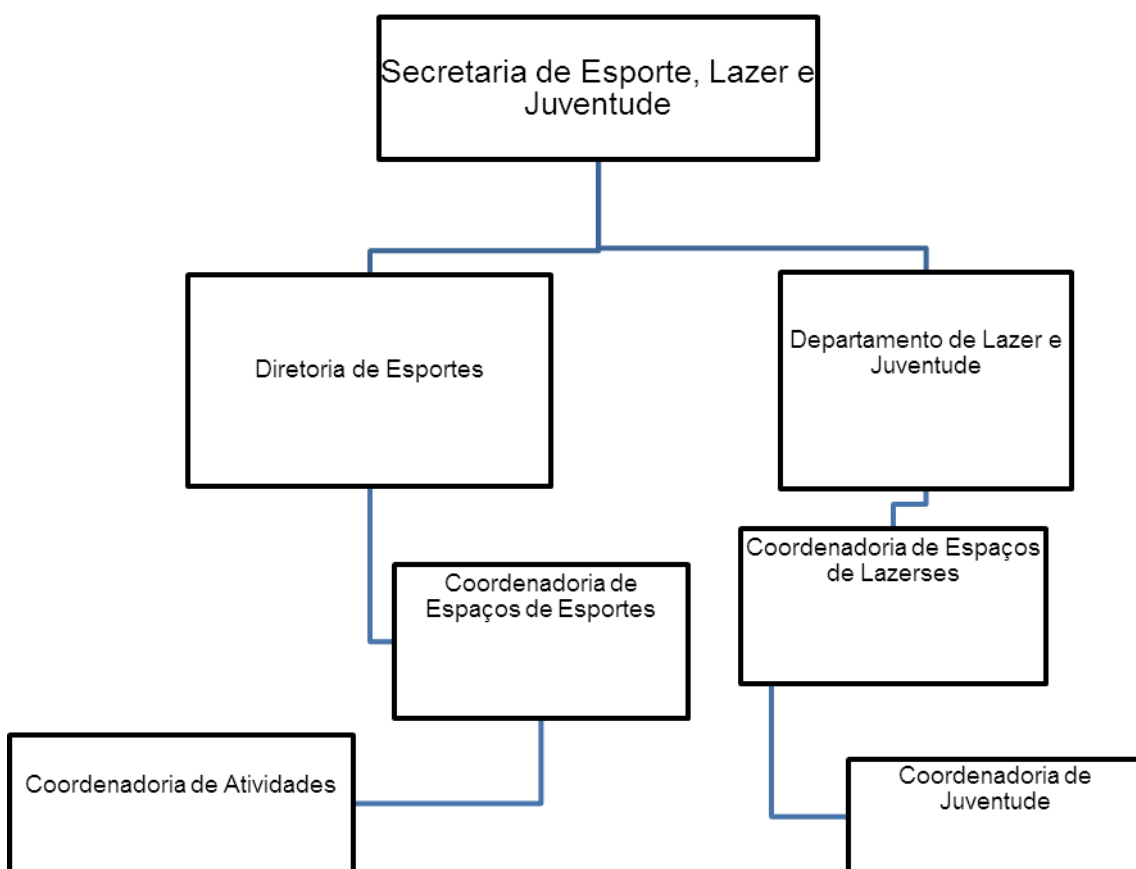 Secretaria de Esporte, Lazer e
Juventude
Diretoria de Esportes
Departamento de Lazer e
Juventude
Coordenadoria de
Espaços de Esportes
Coordenadoria de Espaços
de Lazerses
Coordenadoria de Atividades
Coordenadoria de
Juventude